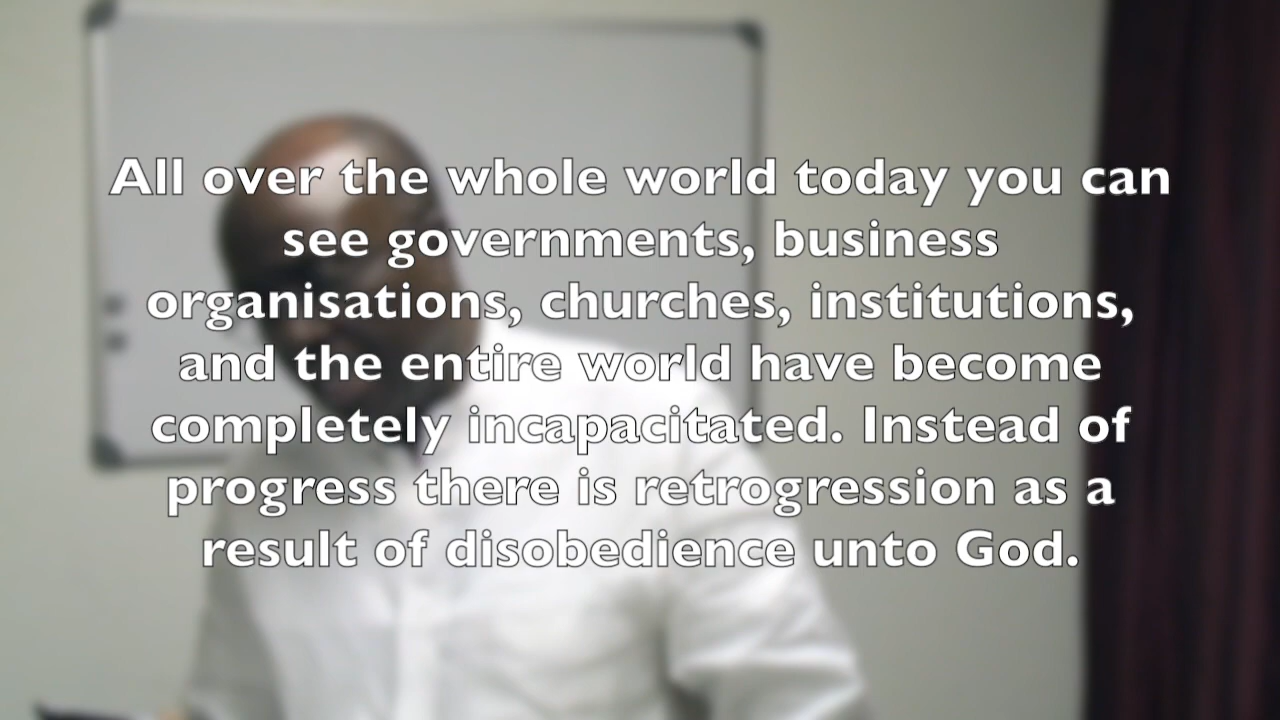 All over the whole world today you can
see governments, business
organisations, churches, institutions,
and the entire world have become
completely incapacitated. Instead of
progress there is retrogression as a
result of disobedience unto God.